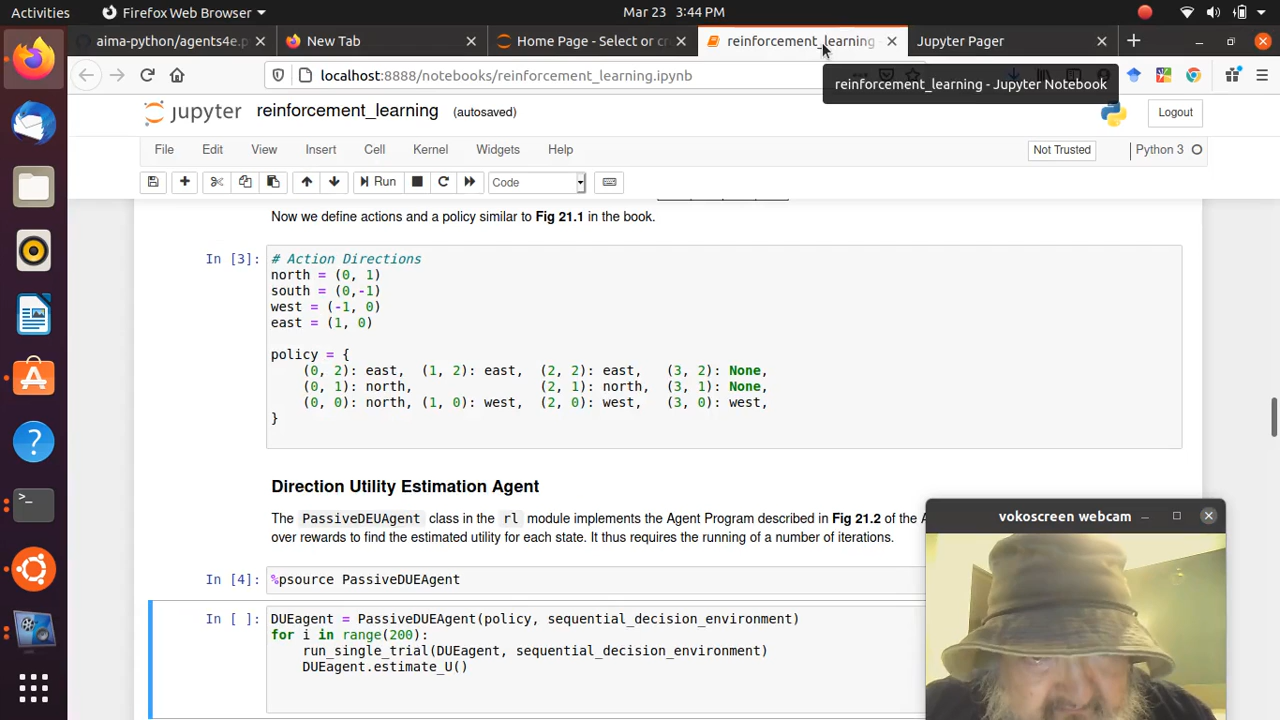 Activities
Firefox Web Browser
Mar 23 3:44 PM
aima-python/agents4e.p
New Tab
Home Page - Select or cr
reinforcement_learning
Jupyter Pager
localhost:8888/notebooks/reinforcement_learning.ipynb
reinforcement_learning - Jupyter Notebook
jupyter reinforcement_learning (autosaved)
Logout
File Edit View Insert Cell Kernel Widgets Help
Not Trusted
Python 3
Run
Code
Now we define actions and a policy similar to Fig 21.1 in the book.
In [3]:
# Action Directions
north = (0, 1)
south = (0,-1)
west = (-1, 0)
east = (1, 0)
policy = {
(0, 2): east, (1, 2): east, (2, 2): east, (3, 2): None,
(0, 1): north, (2, 1): north, (3, 1): None,
(0, 0): north, (1, 0): west, (2, 0): west, (3, 0): west,
}
Direction Utility Estimation Agent
The PassiveDEUAgent class in the rl module implements the Agent Program described in Fig 21.2 of the A
over rewards to find the estimated utility for each state. It thus requires the running of a number of iterations.
In [4]: %psource PassiveDUEAgent
In [ ]: DUEagent = PassiveDUEAgent(policy, sequential_decision_environment)
for i in range(200):
run_single_trial(DUEagent, sequential_decision_environment)
DUEagent.estimate_U()
vokoscreen webcam